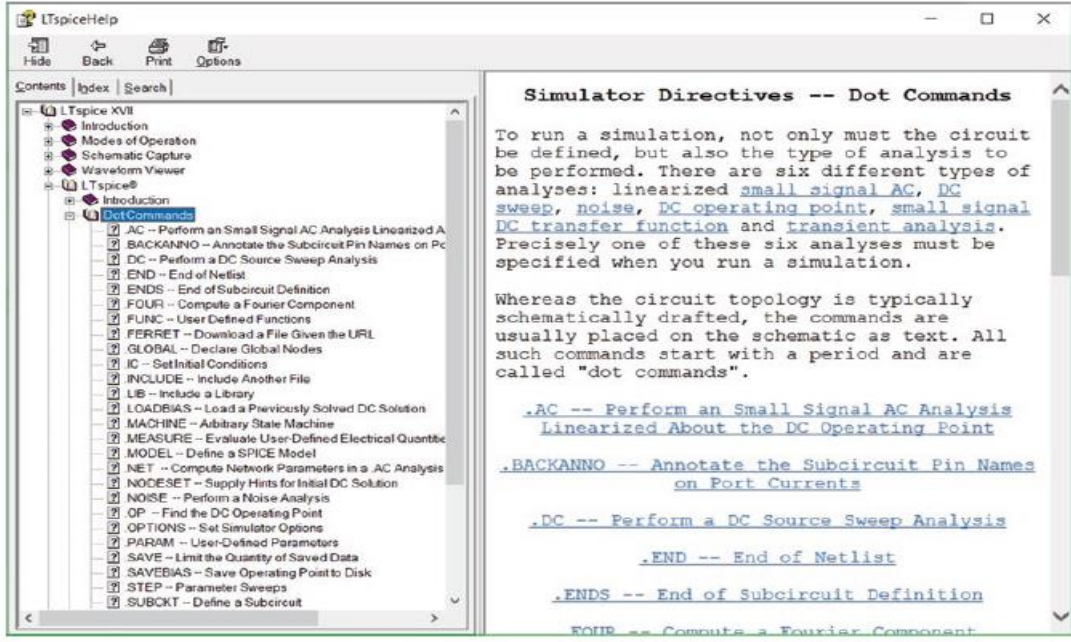 LTspiceHelp
Hide Back Print Options
Contents Index Search
LTspice XVII
Introduction
Modes of Operation
Schematic Capture
Waveform Viewer
LTspice®
Introduction
Dot Commands
.AC -- Perform an Small Signal AC Analysis Linearized A
.BACKANNO -- Annotate the Subcircuit Pin Names on Po
.DC -- Perform a DC Source Sweep Analysis
.END -- End of Netlist
.ENDS -- End of Subcircuit Definition
.FOUR -- Compute a Fourier Component
.FUNC -- User Defined Functions
.FERRET -- Download a File Given the URL
.GLOBAL -- Declare Global Nodes
.IC -- Set Initial Conditions
.INCLUDE -- Include Another File
.LIB -- Include a Library
.LOADBIAS -- Load a Previously Solved DC Solution
.MACHINE -- Arbitrary State Machine
.MEASURE -- Evaluate User-Defined Electrical Quantitie
.MODEL -- Define a SPICE Model
.NET -- Compute Network Parameters in a .AC Analysis
.NODESET -- Supply Hints for Initial DC Solution
.NOISE -- Perform a Noise Analysis
.OP -- Find the DC Operating Point
.OPTIONS -- Set Simulator Options
.PARAM -- User-Defined Parameters
.SAVE -- Limit the Quantity of Saved Data
.SAVEBIAS -- Save Operating Point to Disk
.STEP -- Parameter Sweeps
.SUBCKT -- Define a Subcircuit
Simulator Directives -- Dot Commands
To run a simulation, not only must the circuit
be defined, but also the type of analysis to
be performed. There are six different types of
analyses: linearized small signal AC, DC
sweep, noise, DC operating point, small signal
DC transfer function and transient analysis.
Precisely one of these six analyses must be
specified when you run a simulation.
Whereas the circuit topology is typically
schematically drafted, the commands are
usually placed on the schematic as text. All
such commands start with a period and are
called "dot commands".
.AC -- Perform an Small Signal AC Analysis
Linearized About the DC Operating Point
.BACKANNO -- Annotate the Subcircuit Pin Names
on Port Currents
.DC -- Perform a DC Source Sweep Analysis
.END -- End of Netlist
.ENDS -- End of Subcircuit Definition
.FOUR -- Compute a Fourier Component